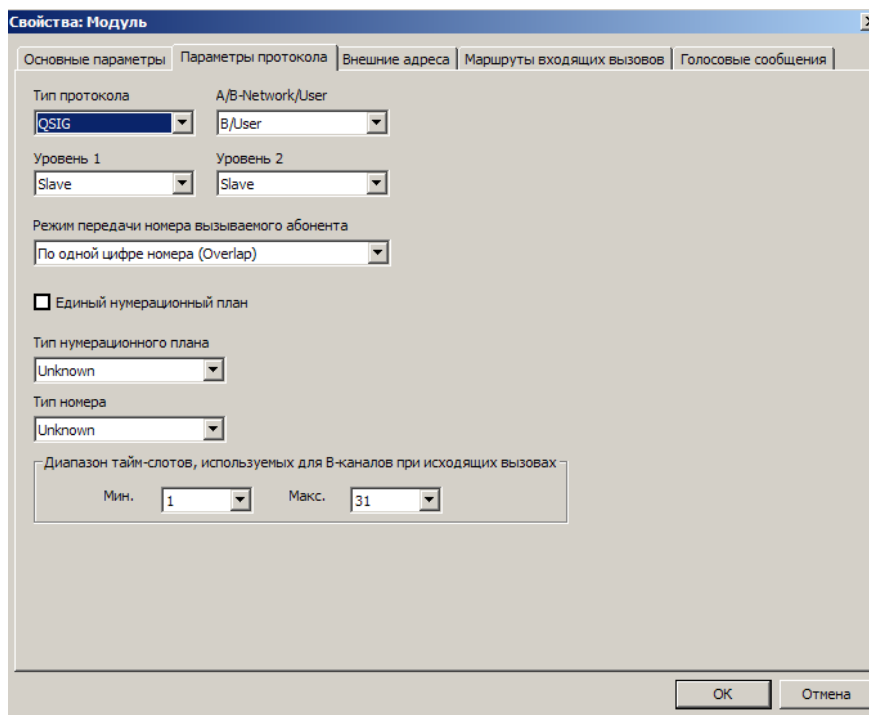 Свойства: Модуль
Основные параметры Параметры протокола Внешние адреса Маршруты входящих вызовов Голосовые сообщения
Тип протокола A/B-Network/User
QSIG B/User
Уровень 1 Уровень 2
Slave Slave
Режим передачи номера вызываемого абонента
По одной цифре номера (Overlap)
Единый нумерационный план
Тип нумерационного плана
Unknown
Тип номера
Unknown
Диапазон тайм-слотов, используемых для В-каналов при исходящих вызовах
Мин. 1 Макс. 31
OK Отмена